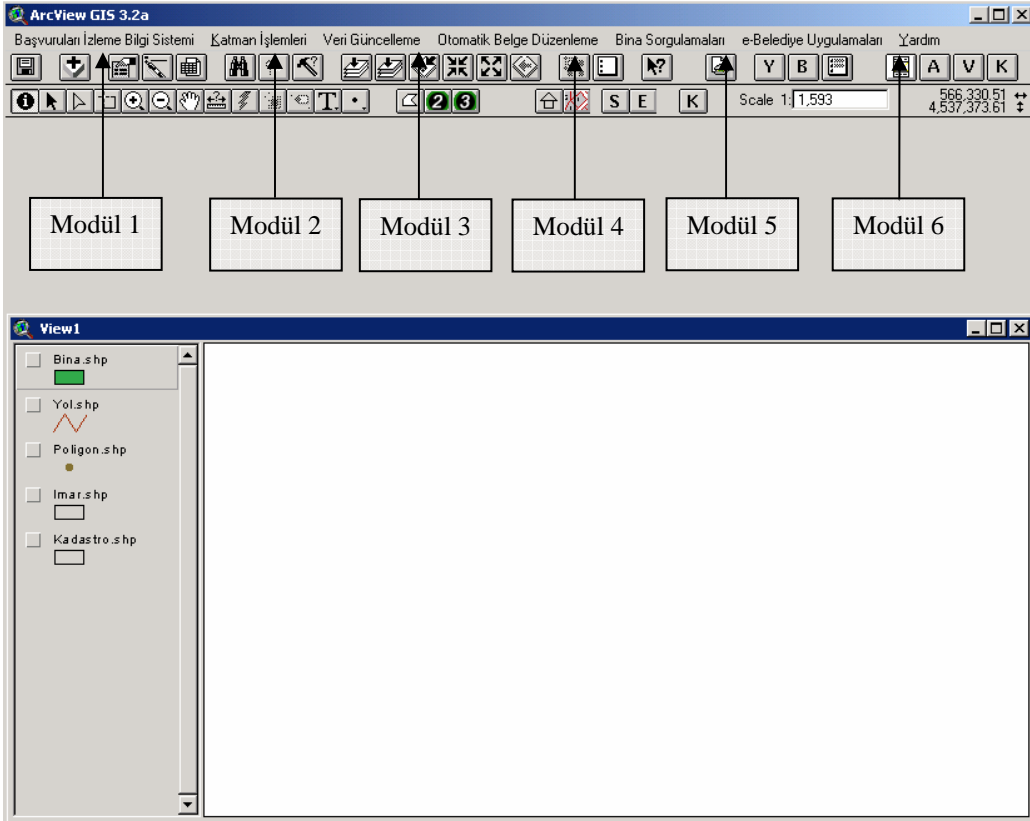 ArcView GIS 3.2a
Başvuruları İzleme Bilgi Sistemi Katman İşlemleri Veri Güncelleme Otomatik Belge Düzenleme Bina Sorgulamaları e-Belediye Uygulamaları Yardım
Y B A V K
2 3 T S E K Scale 1: 1,593 566,330.51
4,537,373.61
Modül 1 Modül 2 Modül 3 Modül 4 Modül 5 Modül 6
View1
Bina.shp
Yol.shp
Poligon.shp
Imar.shp
Kadastro.shp